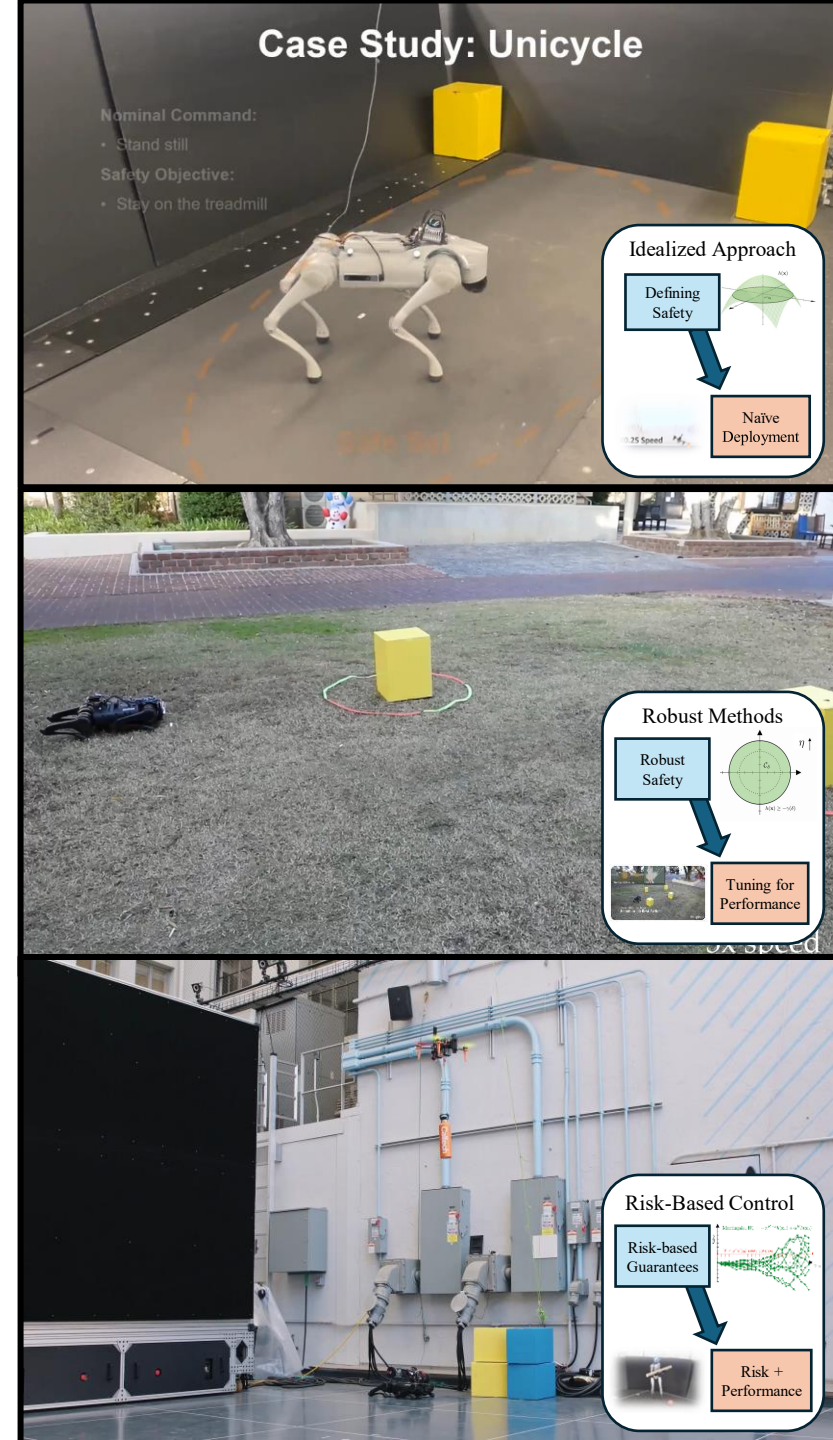 Case Study: Unicycle
Nominal Command:
• Stand still
Safety Objective:
• Stay on the treadmill
Safe Set
Idealized Approach
h(x)
Defining
Safety
Naïve
Deployment
0.25 Speed
Robust Methods
Robust
Safety
η ↑
h(x) ≥ −γ(δ)
Tuning for
Performance
5x speed
Caltech
Risk-Based Control
Risk-based
Guarantees
Risk +
Performance